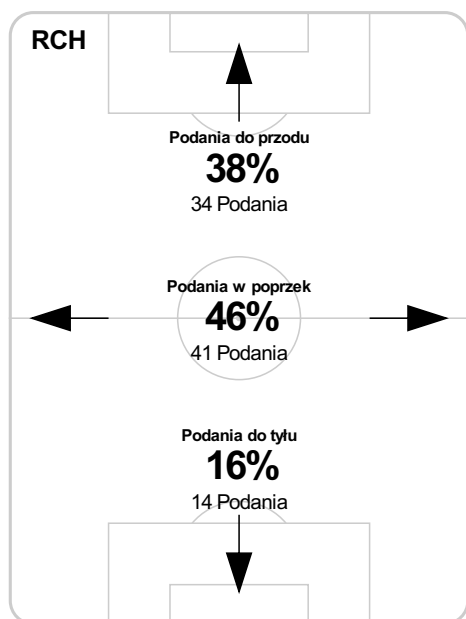 RCH
Podania do przodu
38%
34 Podania
Podania w poprzek
46%
41 Podania
Podania do tyłu
16%
14 Podania